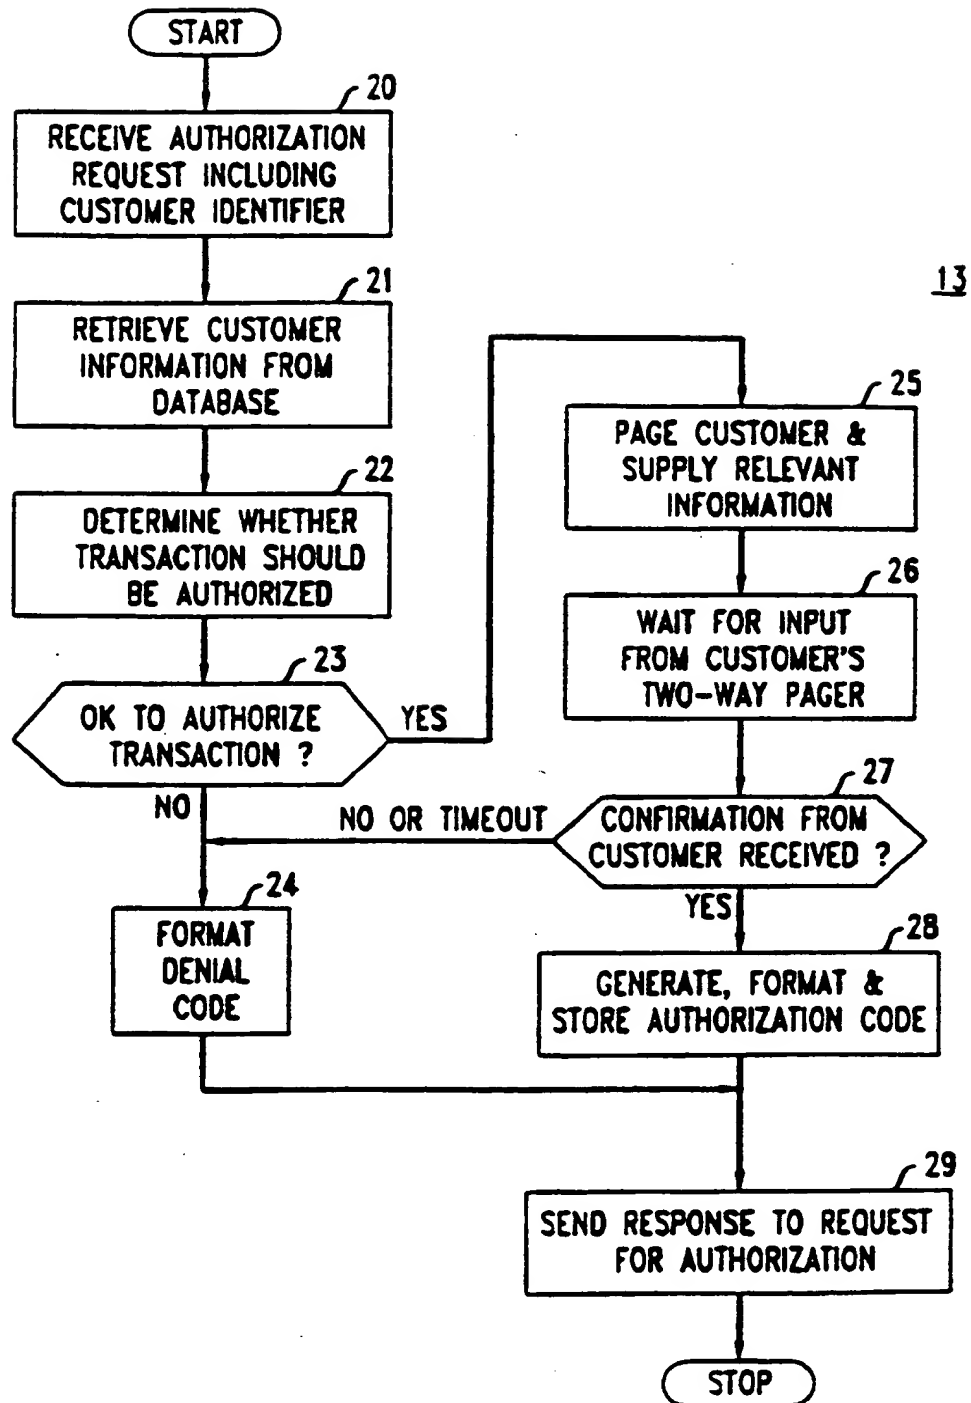 START
20
RECEIVE AUTHORIZATION
REQUEST INCLUDING
CUSTOMER IDENTIFIER
21
RETRIEVE CUSTOMER
INFORMATION FROM
DATABASE
22
DETERMINE WHETHER
TRANSACTION SHOULD
BE AUTHORIZED
23
OK TO AUTHORIZE
TRANSACTION ?
YES
NO
24
FORMAT
DENIAL
CODE
13
25
PAGE CUSTOMER &
SUPPLY RELEVANT
INFORMATION
26
WAIT FOR INPUT
FROM CUSTOMER'S
TWO-WAY PAGER
27
CONFIRMATION FROM
CUSTOMER RECEIVED ?
NO OR TIMEOUT
YES
28
GENERATE, FORMAT &
STORE AUTHORIZATION CODE
29
SEND RESPONSE TO REQUEST
FOR AUTHORIZATION
STOP